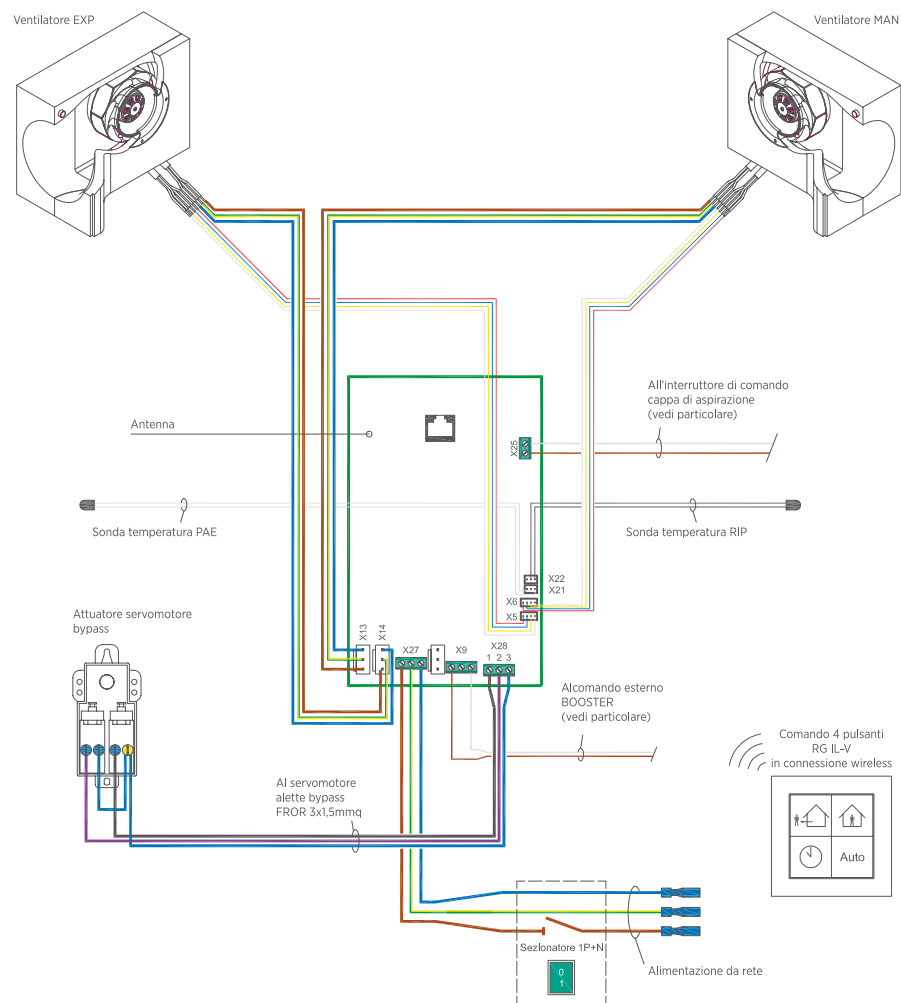 Ventilatore EXP
Ventilatore MAN
All'interruttore di comando
cappa di aspirazione
(vedi particolare)
Antenna
X25
Sonda temperatura PAE
Sonda temperatura RIP
X22
X21
X6
X5
Attuatore servomotore
bypass
X13
X14
X27
X9
X28
1 2 3
Alcomando esterno
BOOSTER
(vedi particolare)
Comando 4 pulsanti
RG IL-V
in connessione wireless
Al servomotore
alette bypass
FROR 3x1,5mmq
Auto
Sezlonatore 1P+N
0
1
Alimentazione da rete